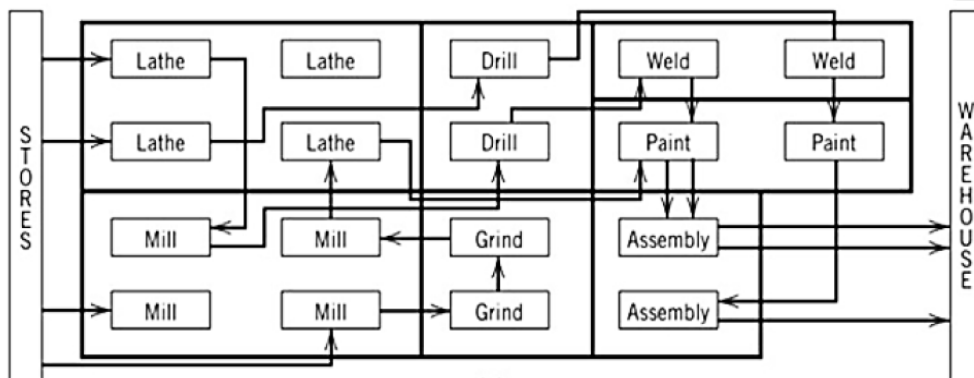 STORES
Lathe
Lathe
Drill
Weld
Weld
Lathe
Lathe
Drill
Paint
Paint
Mill
Mill
Grind
Assembly
Mill
Mill
Grind
Assembly
WAREHOUSE